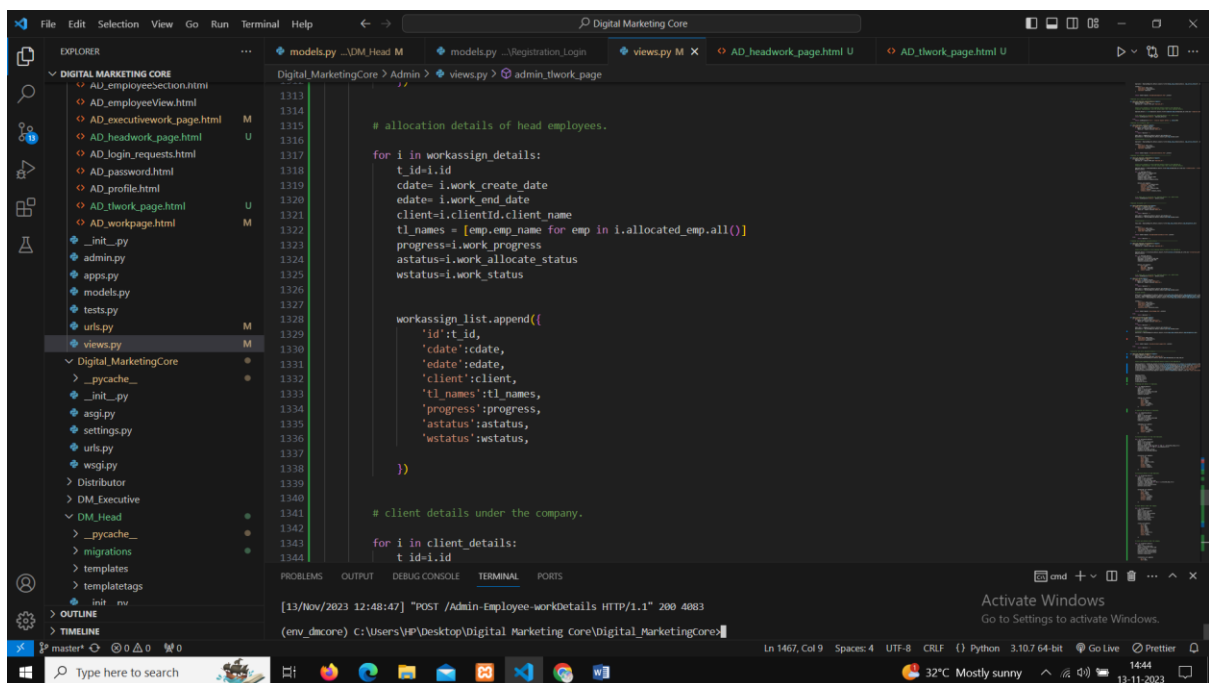 File Edit Selection View Go Run Terminal Help
Digital Marketing Core
EXPLORER
DIGITAL MARKETING CORE
AD_employeeSection.html
AD_employeeView.html
AD_executivework_page.html M
AD_headwork_page.html U
AD_login_requests.html
AD_password.html
AD_profile.html
AD_tlwork_page.html U
AD_workpage.html M
__init__.py
admin.py
apps.py
models.py
tests.py
urls.py M
views.py M
Digital_MarketingCore
__pycache__
__init__.py
asgi.py
settings.py
urls.py
wsgi.py
Distributor
DM_Executive
DM_Head
__pycache__
migrations
templates
templatetags
OUTLINE
TIMELINE
13
models.py ...\DM_Head M
models.py ...\Registration_Login
views.py M
AD_headwork_page.html U
AD_tlwork_page.html U
Digital_MarketingCore > Admin > views.py > admin_tlwork_page
1313
1314
1315 # allocation details of head employees.
1316
1317 for i in workassign_details:
1318 t_id=i.id
1319 cdate= i.work_create_date
1320 edate= i.work_end_date
1321 client=i.clientId.client_name
1322 tl_names = [emp.emp_name for emp in i.allocated_emp.all()]
1323 progress=i.work_progress
1324 astatus=i.work_allocate_status
1325 wstatus=i.work_status
1326
1327
1328 workassign_list.append({
1329 'id':t_id,
1330 'cdate':cdate,
1331 'edate':edate,
1332 'client':client,
1333 'tl_names':tl_names,
1334 'progress':progress,
1335 'astatus':astatus,
1336 'wstatus':wstatus,
1337
1338 })
1339
1340
1341 # client details under the company.
1342
1343 for i in client_details:
1344 t_id=i.id
PROBLEMS OUTPUT DEBUG CONSOLE TERMINAL PORTS
cmd
[13/Nov/2023 12:48:47] "POST /Admin-Employee-workDetails HTTP/1.1" 200 4083
(env_dmcore) C:\Users\HP\Desktop\Digital Marketing Core\Digital_MarketingCore>
Activate Windows
Go to Settings to activate Windows.
master* 0 0 0 Ln 1467, Col 9 Spaces: 4 UTF-8 CRLF {} Python 3.10.7 64-bit Go Live Prettier
Type here to search
32°C Mostly sunny
14:44
13-11-2023